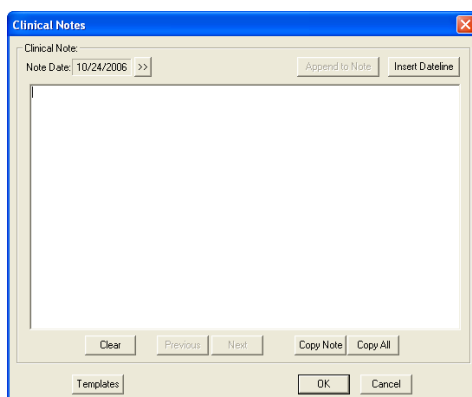 Clinical Notes
Clinical Note:
Note Date: 10/24/2006 >> Append to Note Insert Dateline
Clear Previous Next Copy Note Copy All
Templates OK Cancel